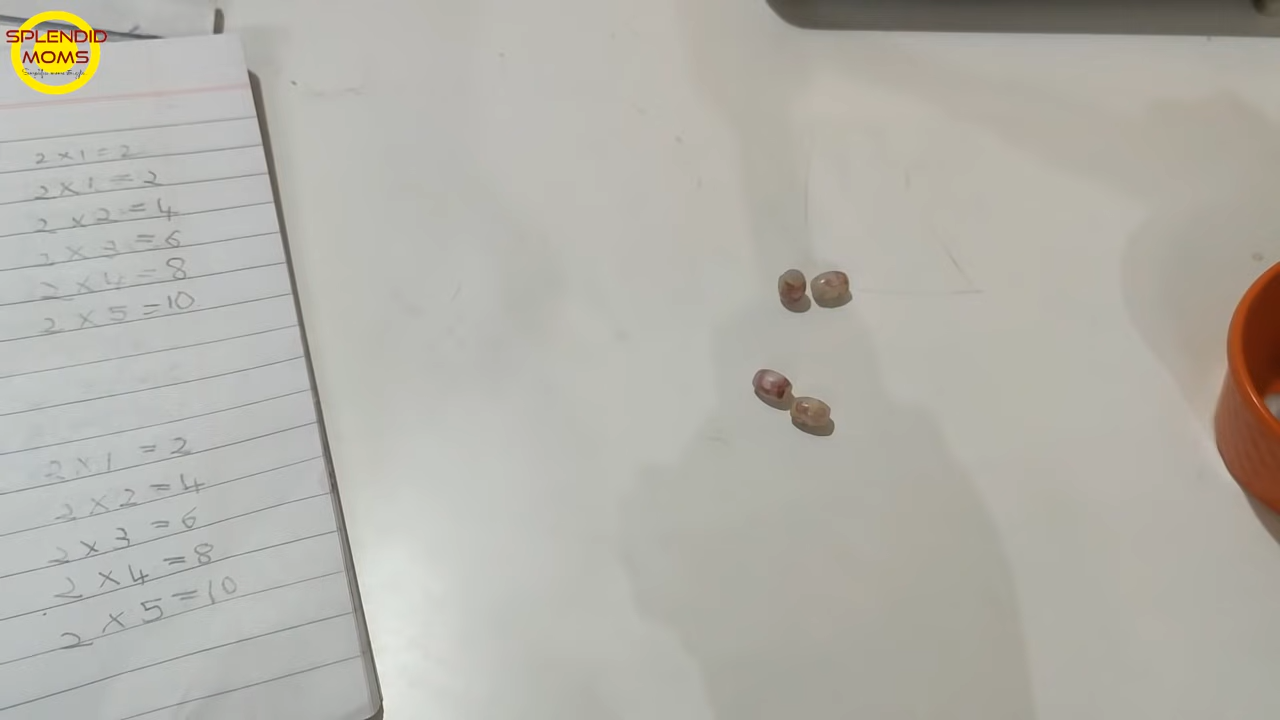 SPLENDID
MOMS
2 x 1 = 2
2 x 1 = 2
2 x 2 = 4
2 x 3 = 6
2 x 4 = 8
2 x 5 = 10
2 x 1 = 2
2 x 2 = 4
2 x 3 = 6
2 x 4 = 8
2 x 5 = 10